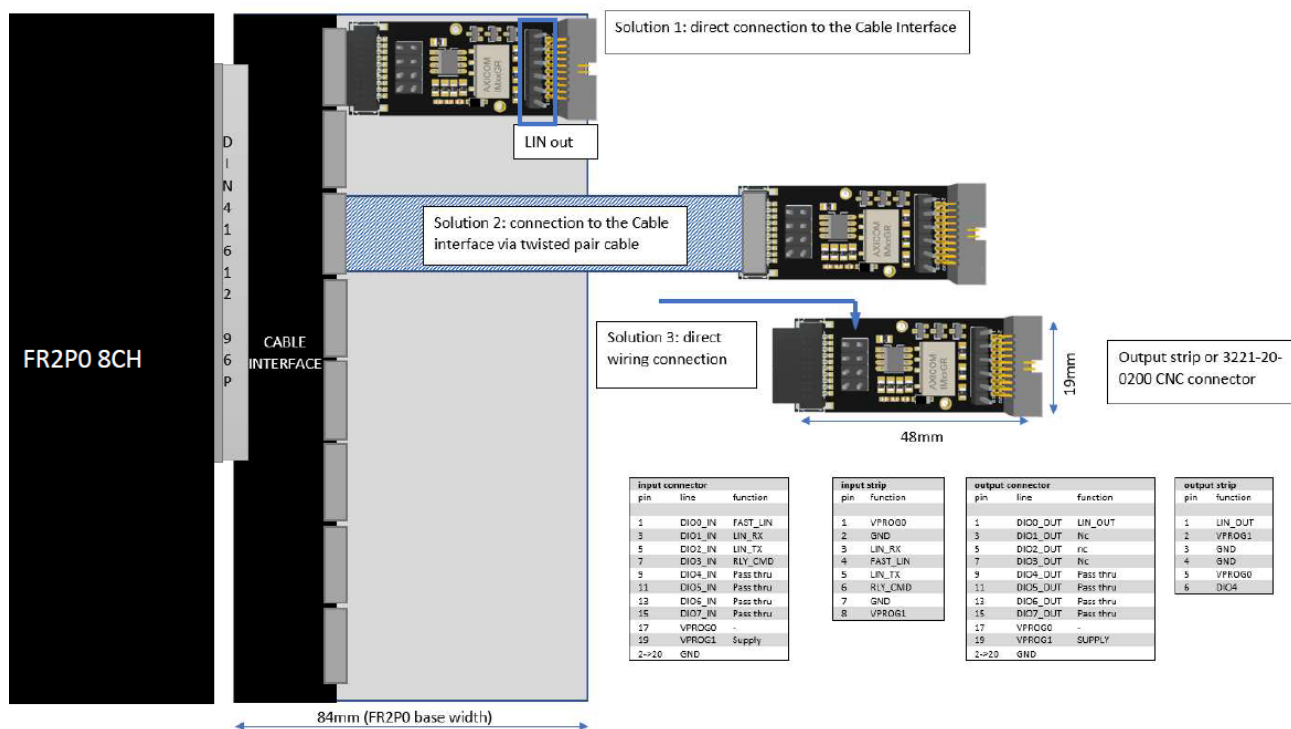 Solution 1: direct connection to the Cable Interface
AXICOM
IMxxGR
LIN out
DIN41612 96P
Solution 2: connection to the Cable
interface via twisted pair cable
AXICOM
IMxxGR
FR2P0 8CH
CABLE
INTERFACE
Solution 3: direct
wiring connection
AXICOM
IMxxGR
19mm
Output strip or 3221-20-
0200 CNC connector
48mm
input connector
pin line function
1 DIO0_IN FAST_LIN
3 DIO1_IN LIN_RX
5 DIO2_IN LIN_TX
7 DIO3_IN RLY_CMD
9 DIO4_IN Pass thru
11 DIO5_IN Pass thru
13 DIO6_IN Pass thru
15 DIO7_IN Pass thru
17 VPROG0 -
19 VPROG1 Supply
2->20 GND
input strip
pin function
1 VPROG0
2 GND
3 LIN_RX
4 FAST_LIN
5 LIN_TX
6 RLY_CMD
7 GND
8 VPROG1
output connector
pin line function
1 DIO0_OUT LIN_OUT
3 DIO1_OUT Nc
5 DIO2_OUT nc
7 DIO3_OUT Nc
9 DIO4_OUT Pass thru
11 DIO5_OUT Pass thru
13 DIO6_OUT Pass thru
15 DIO7_OUT Pass thru
17 VPROG0 -
19 VPROG1 SUPPLY
2->20 GND
output strip
pin function
1 LIN_OUT
2 VPROG1
3 GND
4 GND
5 VPROG0
6 DIO4
84mm (FR2P0 base width)